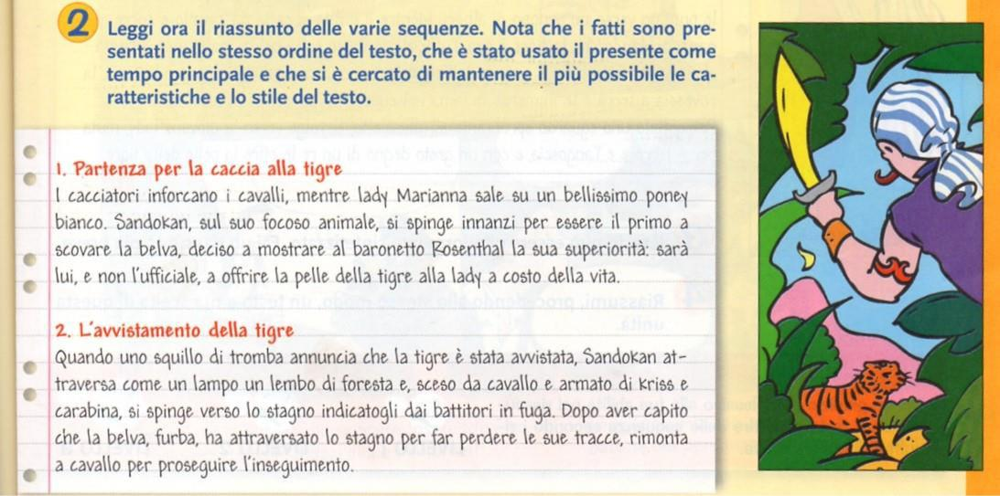 2 Leggi ora il riassunto delle varie sequenze. Nota che i fatti sono pre-
sentati nello stesso ordine del testo, che è stato usato il presente come
tempo principale e che si è cercato di mantenere il più possibile le ca-
ratteristiche e lo stile del testo.
1. Partenza per la caccia alla tigre
I cacciatori inforcano i cavalli, mentre lady Marianna sale su un bellissimo poney
bianco. Sandokan, sul suo focoso animale, si spinge innanzi per essere il primo a
scovare la belva, deciso a mostrare al baronetto Rosenthal la sua superiorità: sarà
lui, e non l'ufficiale, a offrire la pelle della tigre alla lady a costo della vita.
2. L'avvistamento della tigre
Quando uno squillo di tromba annuncia che la tigre è stata avvistata, Sandokan at-
traversa come un lampo un lembo di foresta e, sceso da cavallo e armato di kriss e
carabina, si spinge verso lo stagno indicatogli dai battitori in fuga. Dopo aver capito
che la belva, furba, ha attraversato lo stagno per far perdere le sue tracce, rimonta
a cavallo per proseguire l'inseguimento.